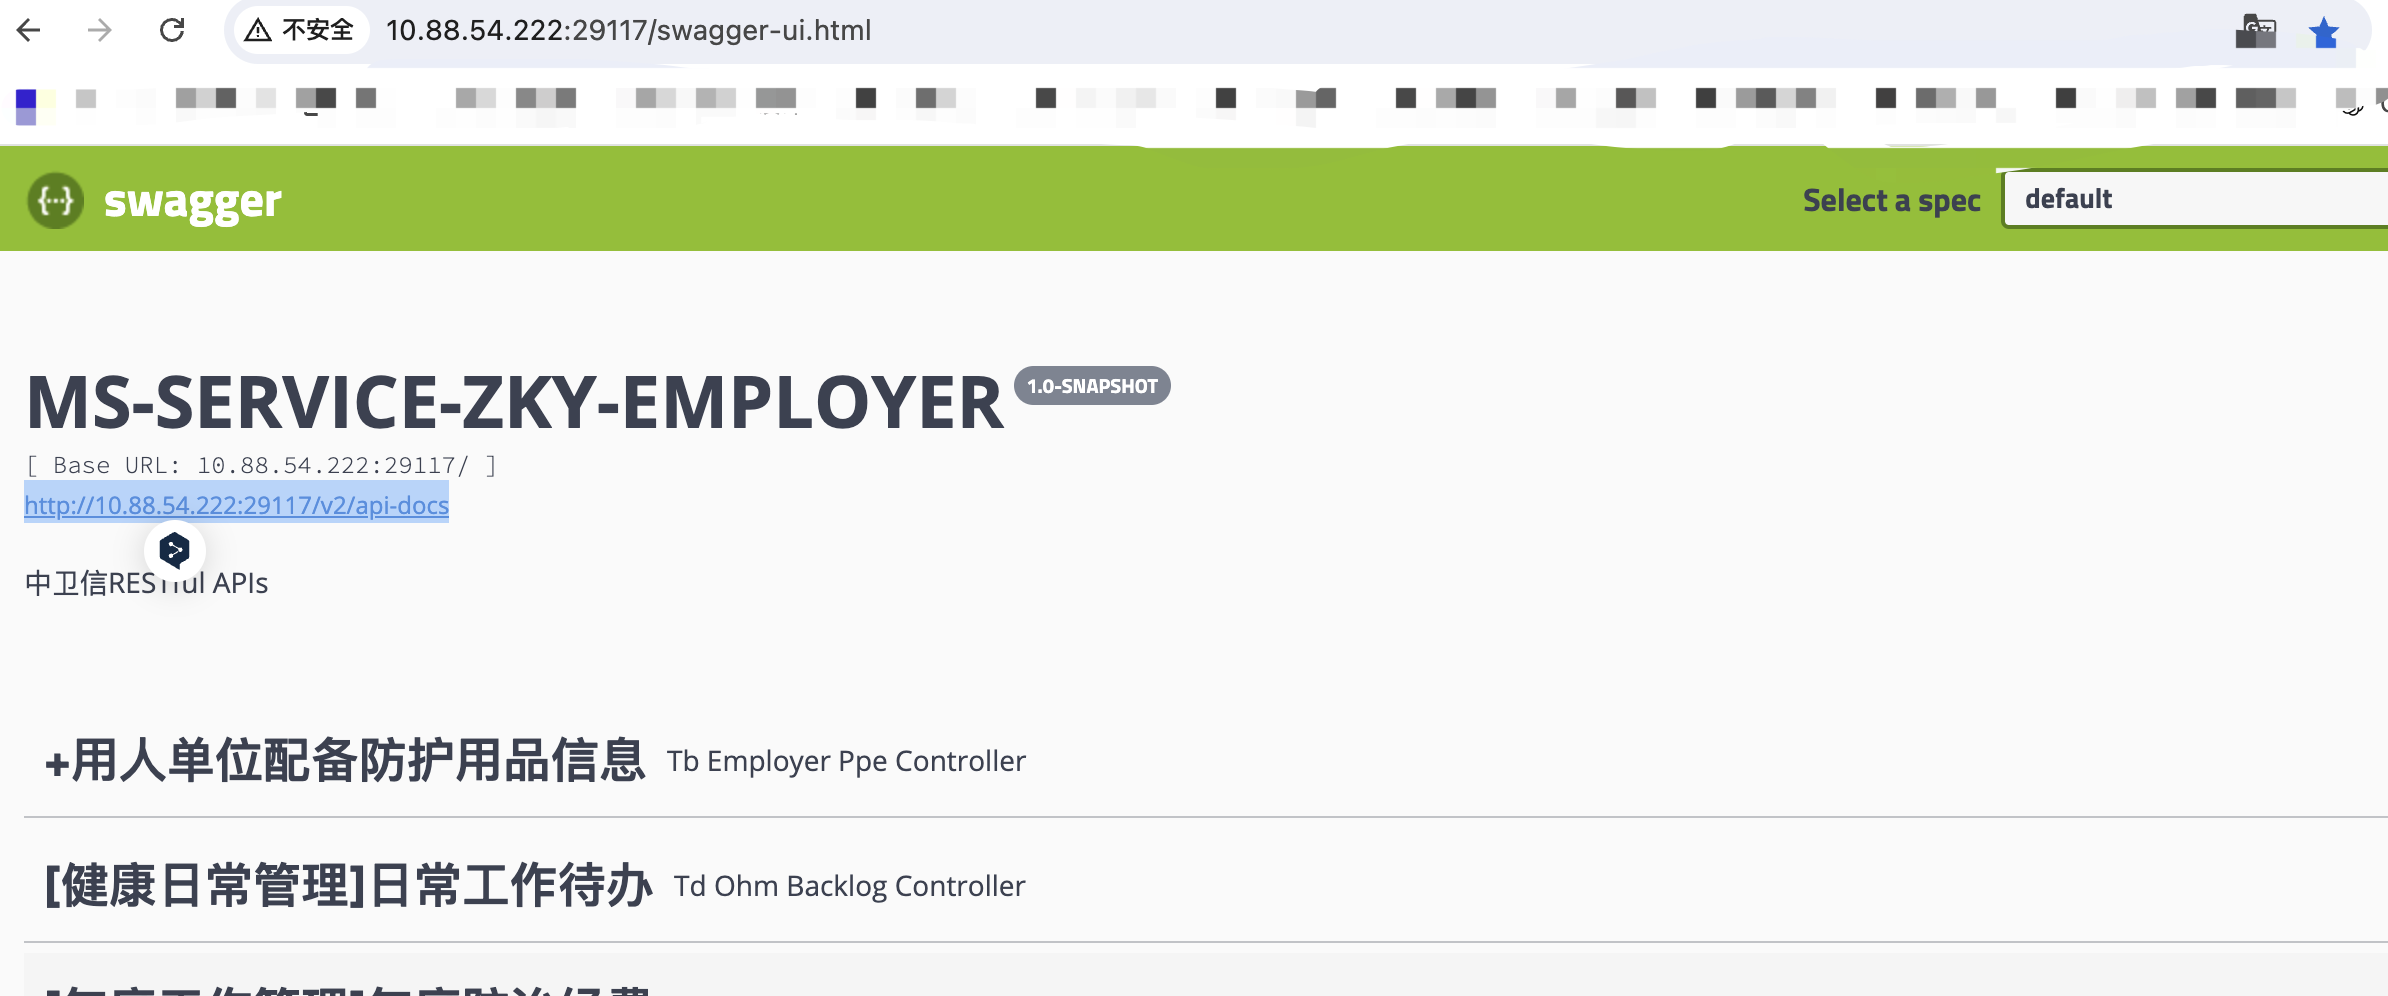 不安全 10.88.54.222:29117/swagger-ui.html
{···} swagger Select a spec default
MS-SERVICE-ZKY-EMPLOYER 1.0-SNAPSHOT
[ Base URL: 10.88.54.222:29117/ ]
http://10.88.54.222:29117/v2/api-docs
中卫信RESTful APIs
+用人单位配备防护用品信息 Tb Employer Ppe Controller
[健康日常管理]日常工作待办 Td Ohm Backlog Controller